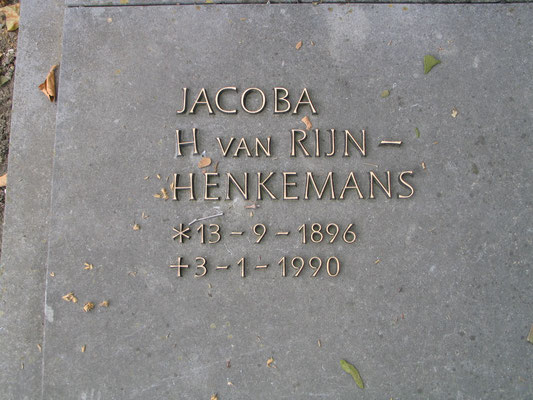 JACOBA
H. van RIJN –
HENKEMANS
*13 – 9 – 1896
+3 – 1 – 1990